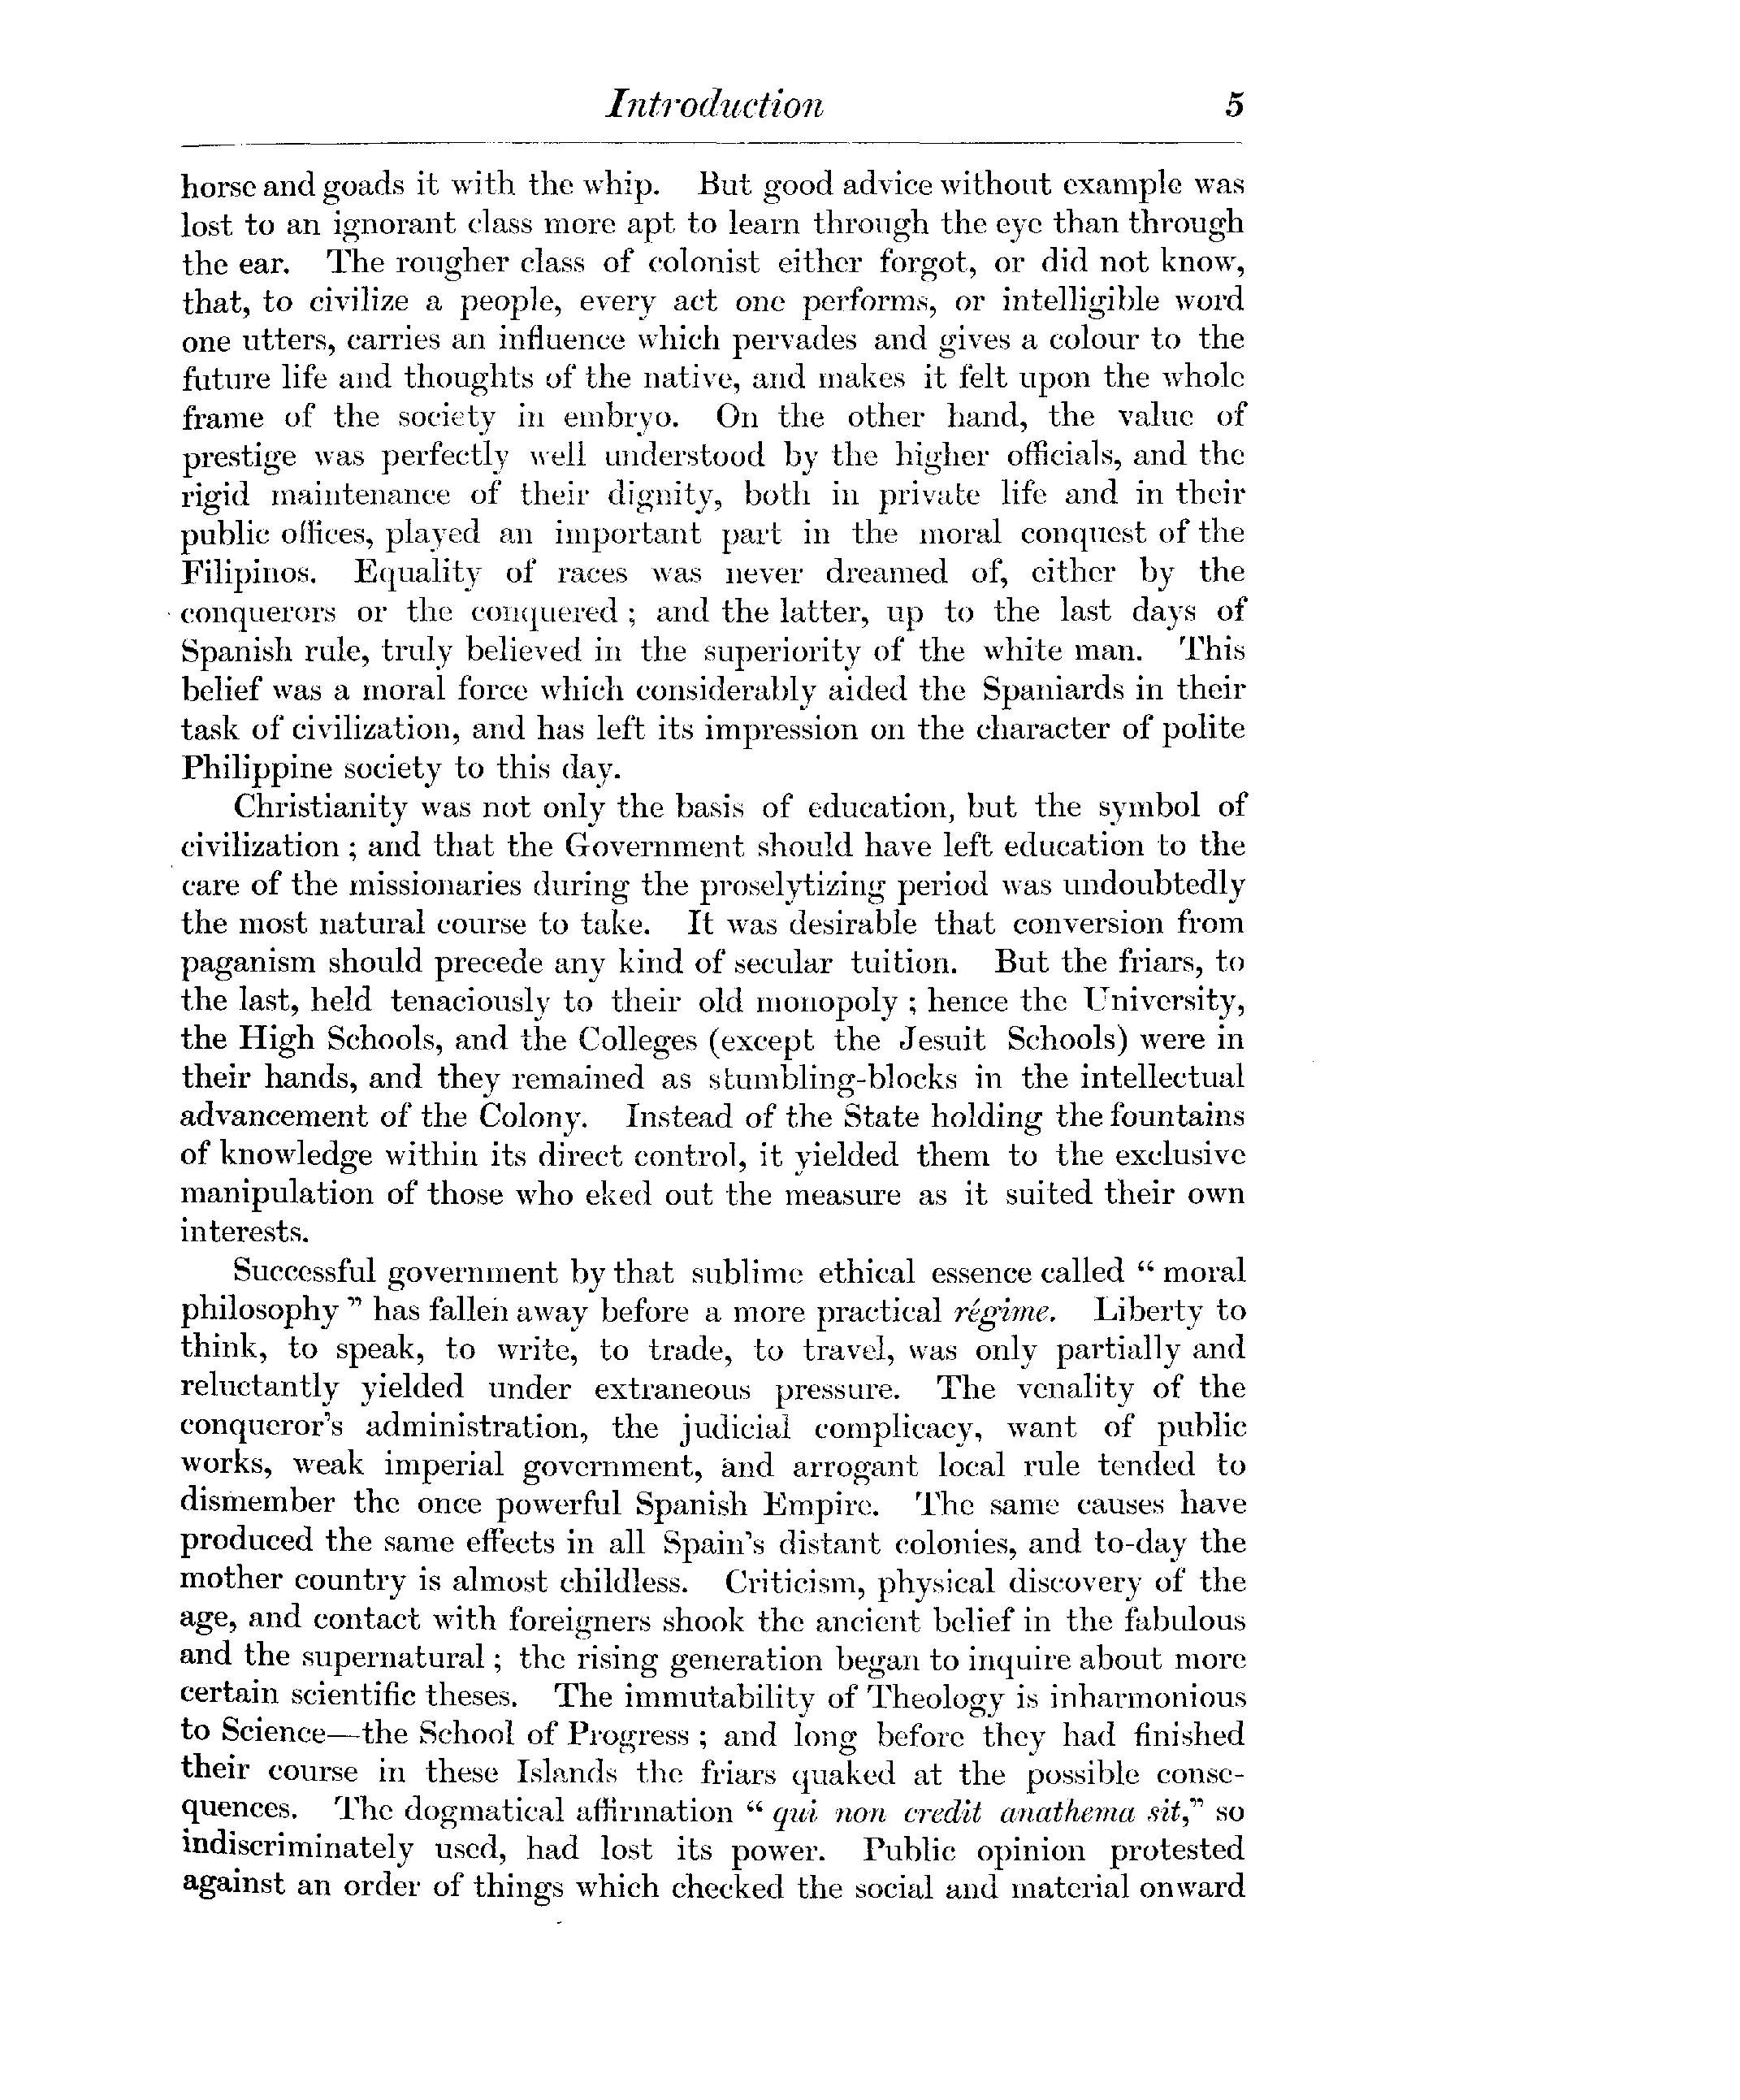 Introduction 5
horse and goads it with the whip. But good advice without example was
lost to an ignorant class more apt to learn through the eye than through
the ear. The rougher class of colonist either forgot, or did not know,
that, to civilize a people, every act one performs, or intelligible word
one utters, carries an influence which pervades and gives a colour to the
future life and thoughts of the native, and makes it felt upon the whole
frame of the society in embryo. On the other hand, the value of
prestige was perfectly well understood by the higher officials, and the
rigid maintenance of their dignity, both in private life and in their
public offices, played an important part in the moral conquest of the
Filipinos. Equality of races was never dreamed of, either by the
conquerors or the conquered ; and the latter, up to the last days of
Spanish rule, truly believed in the superiority of the white man. This
belief was a moral force which considerably aided the Spaniards in their
task of civilization, and has left its impression on the character of polite
Philippine society to this day.
Christianity was not only the basis of education, but the symbol of
civilization ; and that the Government should have left education to the
care of the missionaries during the proselytizing period was undoubtedly
the most natural course to take. It was desirable that conversion from
paganism should precede any kind of secular tuition. But the friars, to
the last, held tenaciously to their old monopoly ; hence the University,
the High Schools, and the Colleges (except the Jesuit Schools) were in
their hands, and they remained as stumbling-blocks in the intellectual
advancement of the Colony. Instead of the State holding the fountains
of knowledge within its direct control, it yielded them to the exclusive
manipulation of those who eked out the measure as it suited their own
interests.
Successful government by that sublime ethical essence called “ moral
philosophy ” has fallen away before a more practical régime. Liberty to
think, to speak, to write, to trade, to travel, was only partially and
reluctantly yielded under extraneous pressure. The venality of the
conqueror’s administration, the judicial complicacy, want of public
works, weak imperial government, and arrogant local rule tended to
dismember the once powerful Spanish Empire. The same causes have
produced the same effects in all Spain’s distant colonies, and to-day the
mother country is almost childless. Criticism, physical discovery of the
age, and contact with foreigners shook the ancient belief in the fabulous
and the supernatural ; the rising generation began to inquire about more
certain scientific theses. The immutability of Theology is inharmonious
to Science—the School of Progress ; and long before they had finished
their course in these Islands the friars quaked at the possible conse-
quences. The dogmatical affirmation “ qui non credit anathema sit,” so
indiscriminately used, had lost its power. Public opinion protested
against an order of things which checked the social and material onward